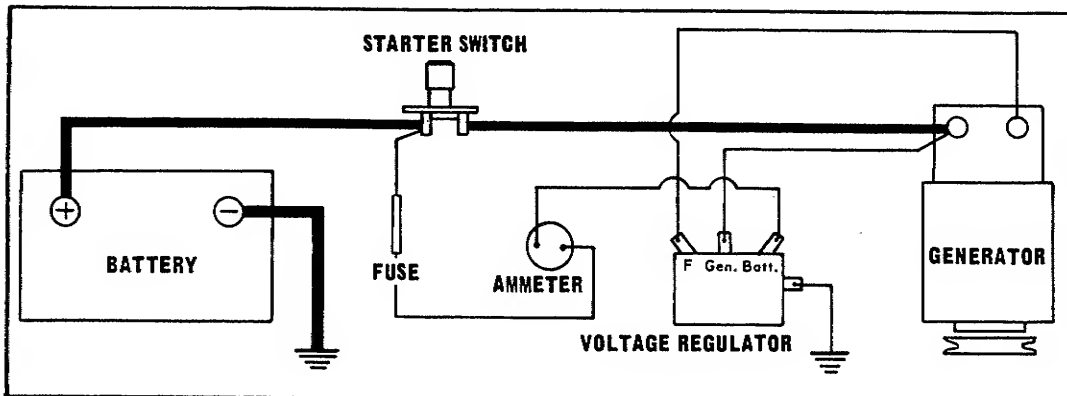 STARTER SWITCH
+
−
BATTERY
FUSE
AMMETER
F Gen. Batt.
VOLTAGE REGULATOR
GENERATOR